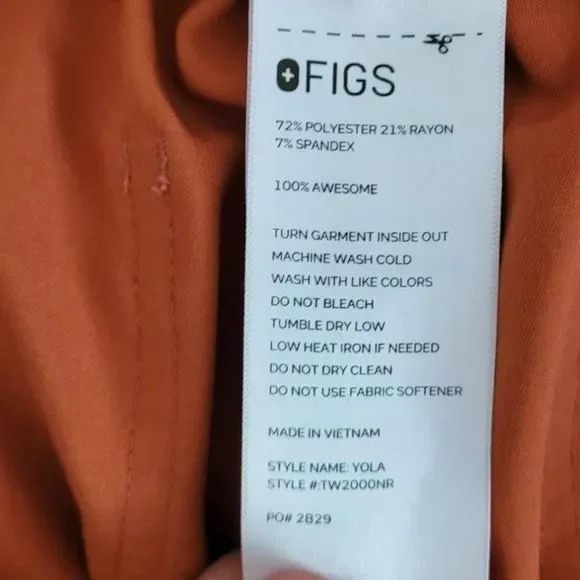 FIGS
72% POLYESTER 21% RAYON
7% SPANDEX
100% AWESOME
TURN GARMENT INSIDE OUT
MACHINE WASH COLD
WASH WITH LIKE COLORS
DO NOT BLEACH
TUMBLE DRY LOW
LOW HEAT IRON IF NEEDED
DO NOT DRY CLEAN
DO NOT USE FABRIC SOFTENER
MADE IN VIETNAM
STYLE NAME: YOLA
STYLE #:TW2000NR
PO# 2829